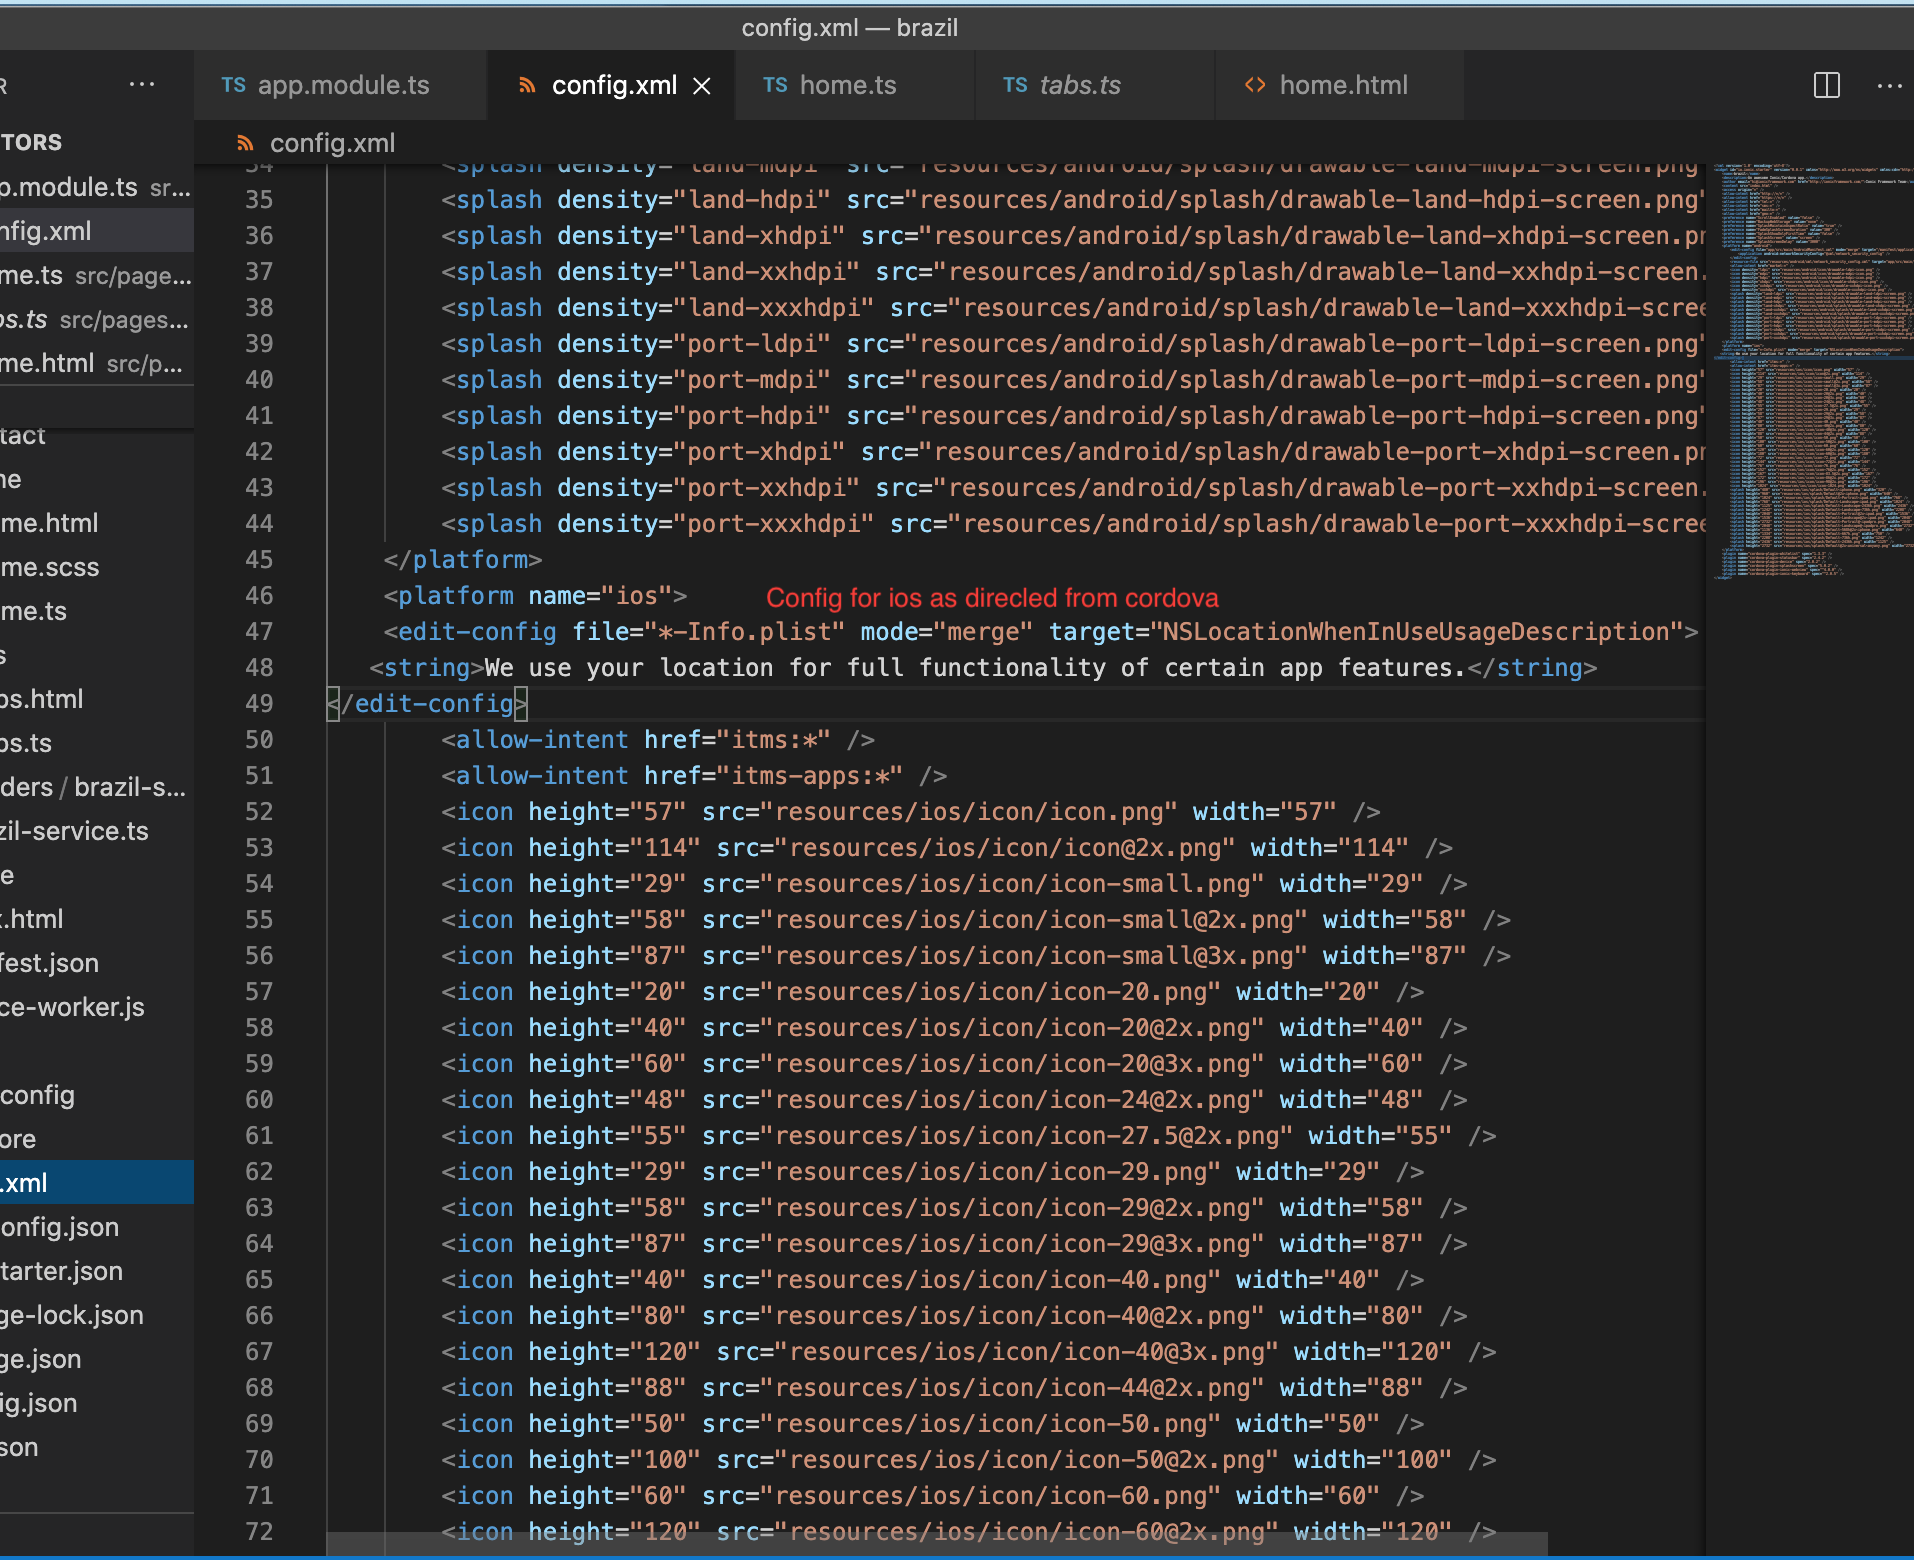 config.xml — brazil
R ···
TS app.module.ts
config.xml
TS home.ts
TS tabs.ts
<> home.html
···
config.xml
TORS
p.module.ts sr...
nfig.xml
me.ts src/page...
bs.ts src/pages...
me.html src/p...
tact
me
me.html
me.scss
me.ts
s
bs.html
bs.ts
ders / brazil-s...
zil-service.ts
e
x.html
fest.json
ce-worker.js
config
ore
.xml
onfig.json
tarter.json
ge-lock.json
ge.json
ig.json
son
34 <splash density="land-mdpi" src="resources/android/splash/drawable-land-mdpi-screen.png"
35 <splash density="land-hdpi" src="resources/android/splash/drawable-land-hdpi-screen.png"
36 <splash density="land-xhdpi" src="resources/android/splash/drawable-land-xhdpi-screen.pn
37 <splash density="land-xxhdpi" src="resources/android/splash/drawable-land-xxhdpi-screen.
38 <splash density="land-xxxhdpi" src="resources/android/splash/drawable-land-xxxhdpi-scree
39 <splash density="port-ldpi" src="resources/android/splash/drawable-port-ldpi-screen.png"
40 <splash density="port-mdpi" src="resources/android/splash/drawable-port-mdpi-screen.png"
41 <splash density="port-hdpi" src="resources/android/splash/drawable-port-hdpi-screen.png"
42 <splash density="port-xhdpi" src="resources/android/splash/drawable-port-xhdpi-screen.pn
43 <splash density="port-xxhdpi" src="resources/android/splash/drawable-port-xxhdpi-screen.
44 <splash density="port-xxxhdpi" src="resources/android/splash/drawable-port-xxxhdpi-scree
45 </platform>
46 <platform name="ios"> Config for ios as direcled from cordova
47 <edit-config file="*-Info.plist" mode="merge" target="NSLocationWhenInUseUsageDescription">
48 <string>We use your location for full functionality of certain app features.</string>
49 </edit-config>
50 <allow-intent href="itms:*" />
51 <allow-intent href="itms-apps:*" />
52 <icon height="57" src="resources/ios/icon/icon.png" width="57" />
53 <icon height="114" src="resources/ios/icon/icon@2x.png" width="114" />
54 <icon height="29" src="resources/ios/icon/icon-small.png" width="29" />
55 <icon height="58" src="resources/ios/icon/icon-small@2x.png" width="58" />
56 <icon height="87" src="resources/ios/icon/icon-small@3x.png" width="87" />
57 <icon height="20" src="resources/ios/icon/icon-20.png" width="20" />
58 <icon height="40" src="resources/ios/icon/icon-20@2x.png" width="40" />
59 <icon height="60" src="resources/ios/icon/icon-20@3x.png" width="60" />
60 <icon height="48" src="resources/ios/icon/icon-24@2x.png" width="48" />
61 <icon height="55" src="resources/ios/icon/icon-27.5@2x.png" width="55" />
62 <icon height="29" src="resources/ios/icon/icon-29.png" width="29" />
63 <icon height="58" src="resources/ios/icon/icon-29@2x.png" width="58" />
64 <icon height="87" src="resources/ios/icon/icon-29@3x.png" width="87" />
65 <icon height="40" src="resources/ios/icon/icon-40.png" width="40" />
66 <icon height="80" src="resources/ios/icon/icon-40@2x.png" width="80" />
67 <icon height="120" src="resources/ios/icon/icon-40@3x.png" width="120" />
68 <icon height="88" src="resources/ios/icon/icon-44@2x.png" width="88" />
69 <icon height="50" src="resources/ios/icon/icon-50.png" width="50" />
70 <icon height="100" src="resources/ios/icon/icon-50@2x.png" width="100" />
71 <icon height="60" src="resources/ios/icon/icon-60.png" width="60" />
72 <icon height="120" src="resources/ios/icon/icon-60@2x.png" width="120" />